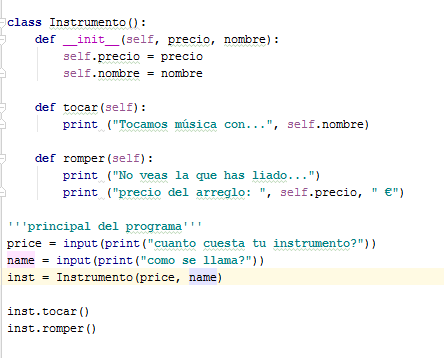 class Instrumento():
    def __init__(self, precio, nombre):
        self.precio = precio
        self.nombre = nombre

    def tocar(self):
        print ("Tocamos música con...", self.nombre)

    def romper(self):
        print ("No veas la que has liado...")
        print ("precio del arreglo: ", self.precio, " €")

'''principal del programa'''
price = input(print("cuanto cuesta tu instrumento?"))
name = input(print("como se llama?"))
inst = Instrumento(price, name)

inst.tocar()
inst.romper()